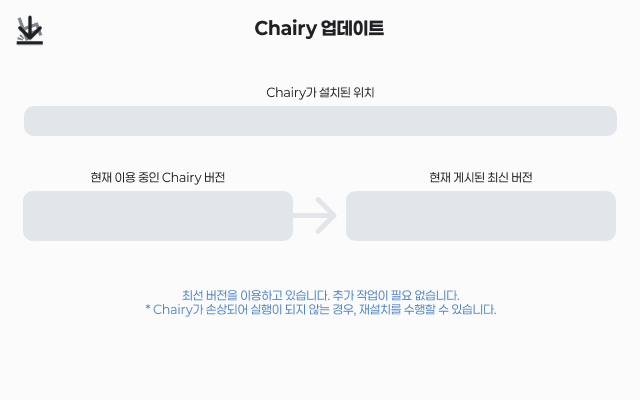 Chairy 업데이트
Chairy가 설치된 위치
현재 이용 중인 Chairy 버전
현재 게시된 최신 버전
최선 버전을 이용하고 있습니다. 추가 작업이 필요 없습니다.
* Chairy가 손상되어 실행이 되지 않는 경우, 재설치를 수행할 수 있습니다.